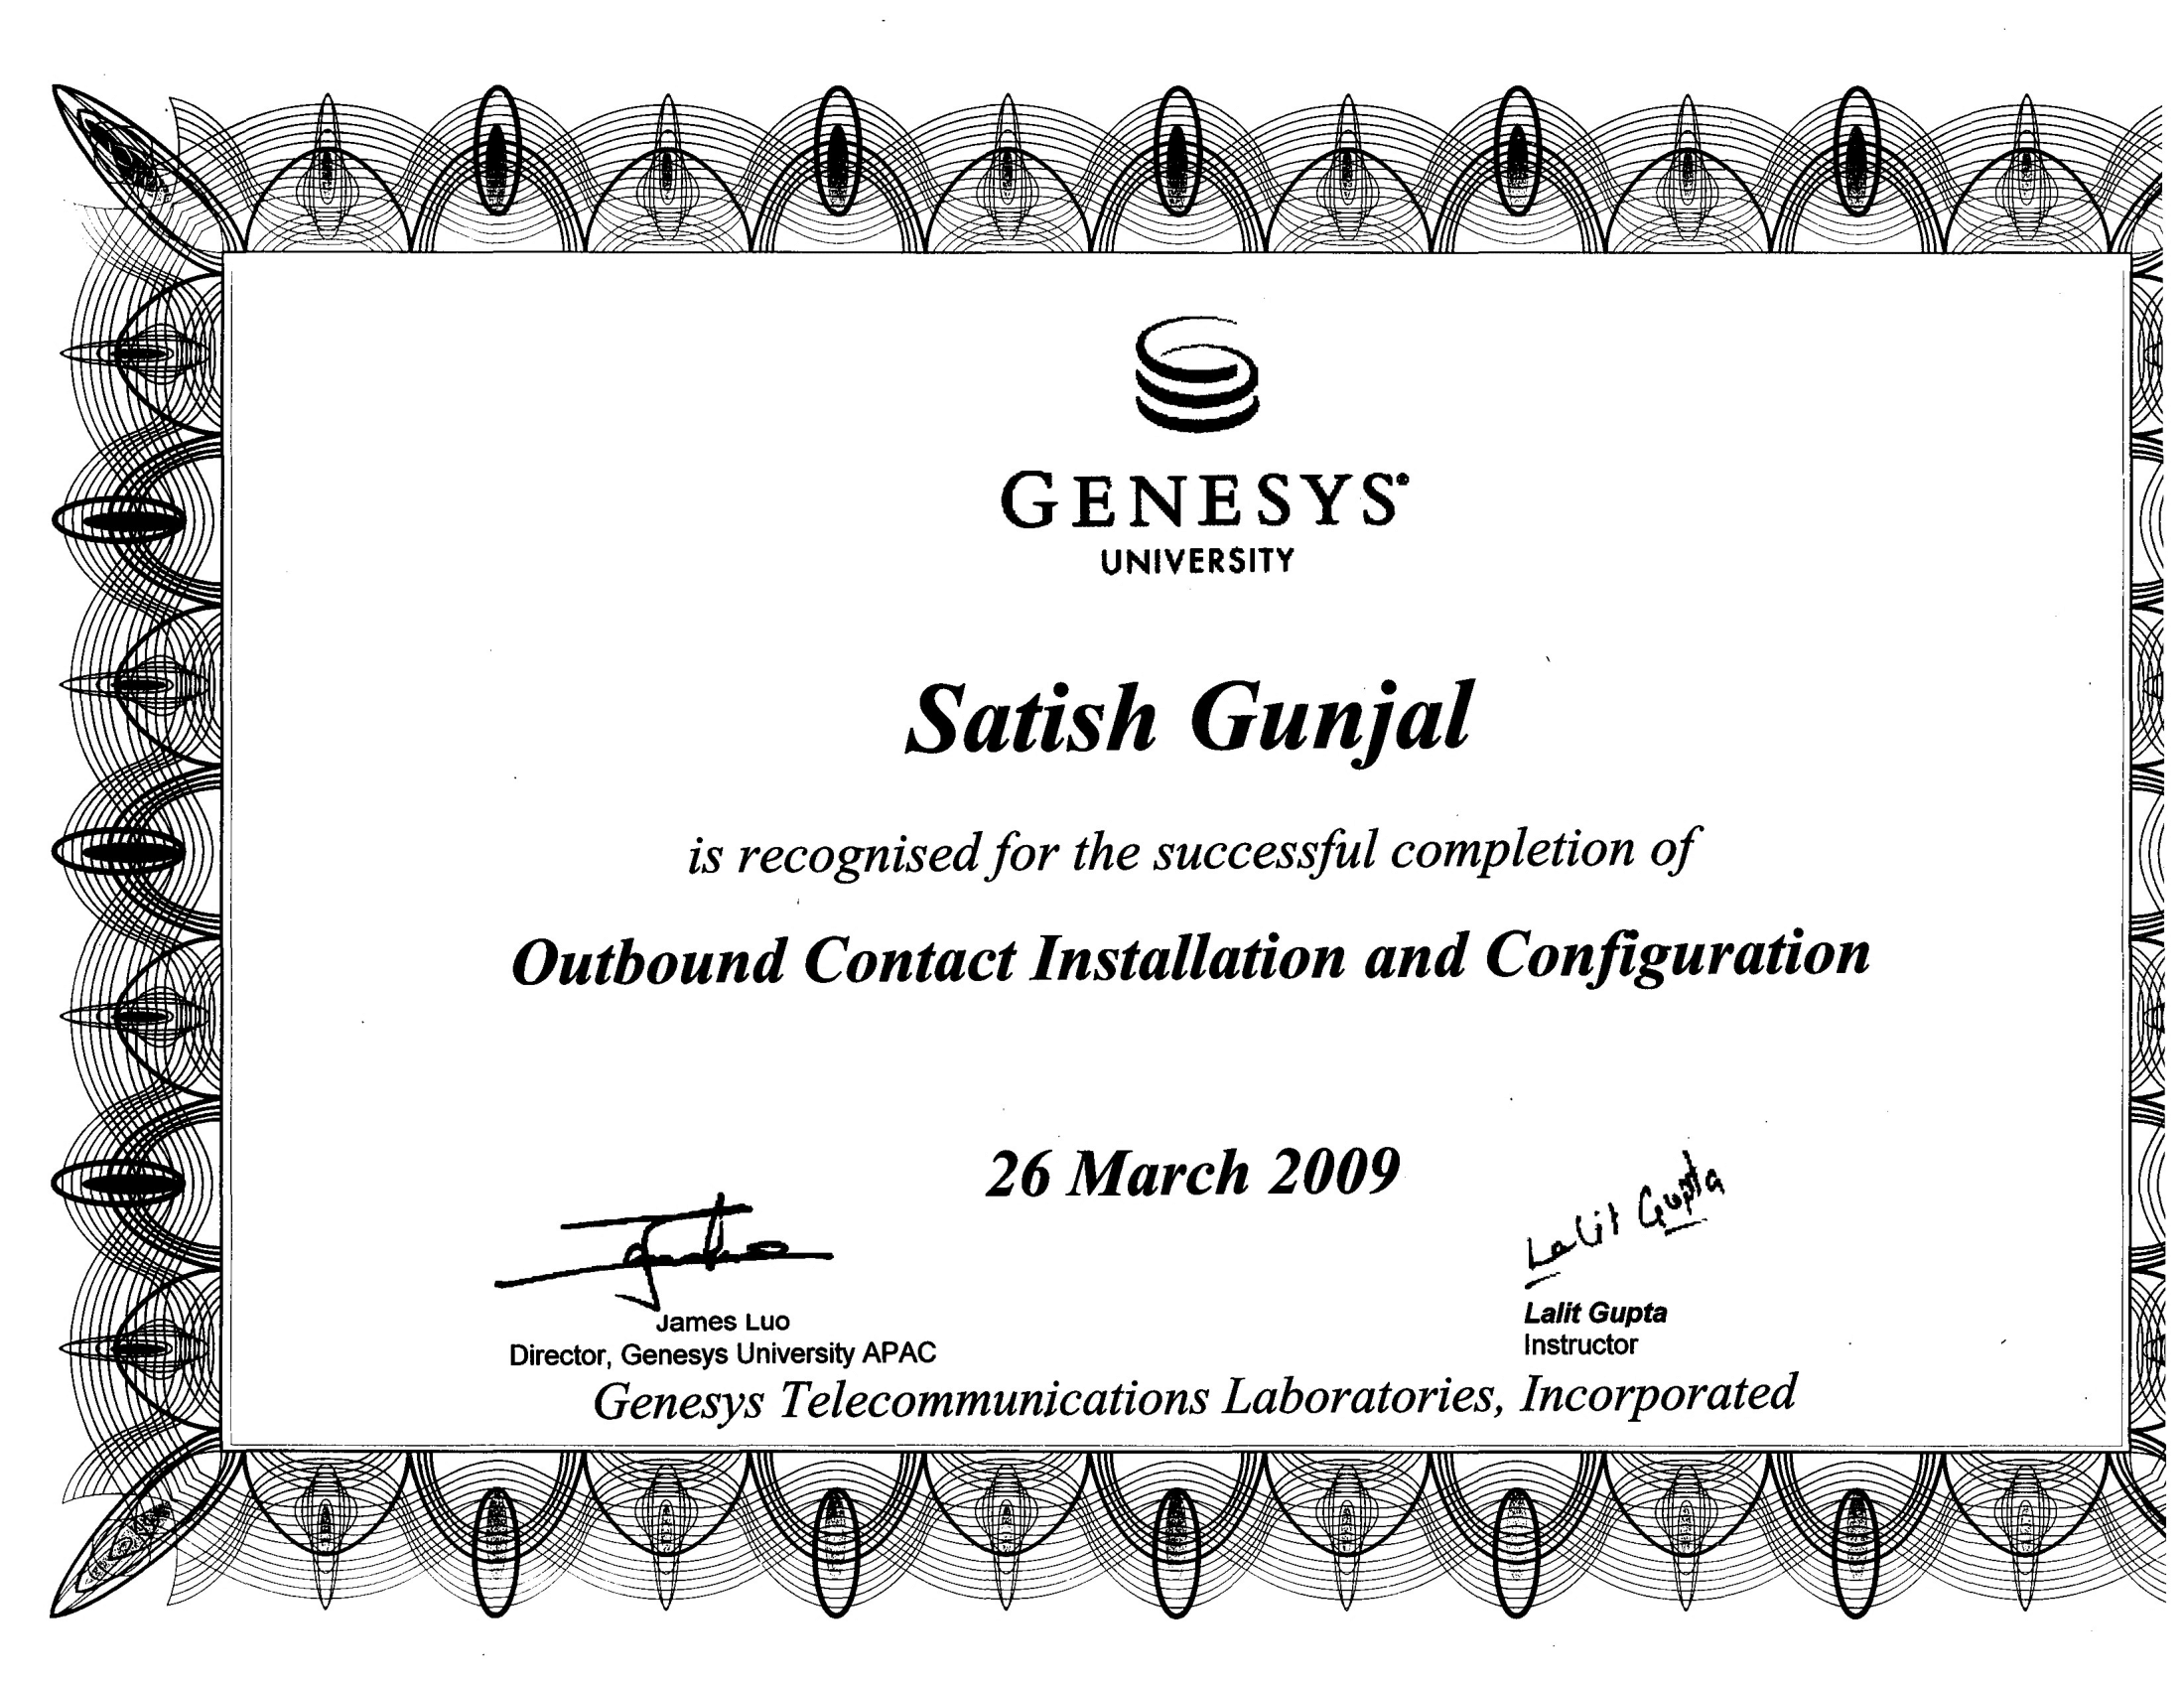 GENESYS®
UNIVERSITY
Satish Gunjal
is recognised for the successful completion of
Outbound Contact Installation and Configuration
26 March 2009
Lalit Gupta
James Luo
Director, Genesys University APAC
Lalit Gupta
Instructor
Genesys Telecommunications Laboratories, Incorporated